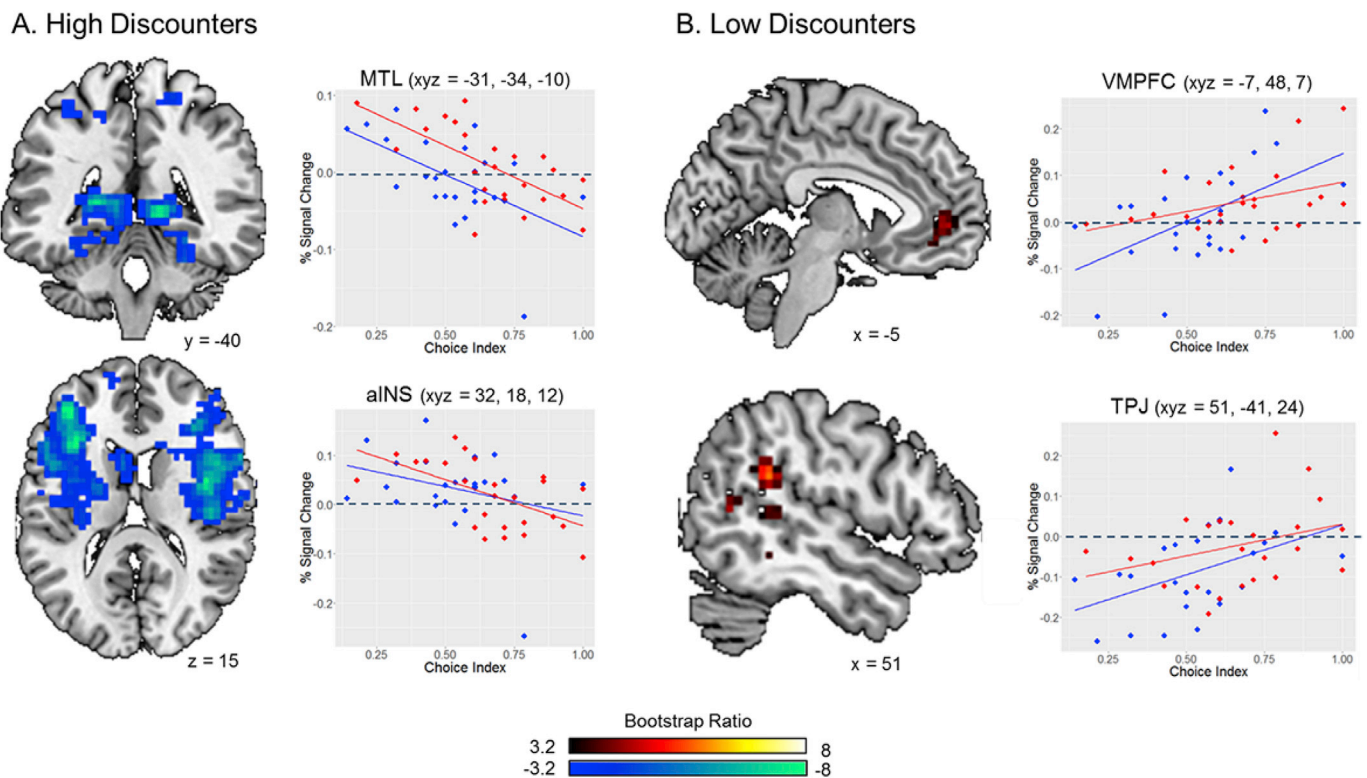 A. High Discounters
MTL (xyz = -31, -34, -10)
% Signal Change
0.1
0.0
-0.1
-0.2
0.25
0.50
0.75
1.00
Choice Index
y = -40
aINS (xyz = 32, 18, 12)
% Signal Change
0.1
0.0
-0.1
-0.2
0.25
0.50
0.75
1.00
Choice Index
z = 15
B. Low Discounters
VMPFC (xyz = -7, 48, 7)
% Signal Change
0.2
0.1
0.0
-0.1
-0.2
0.25
0.50
0.75
1.00
Choice Index
x = -5
TPJ (xyz = 51, -41, 24)
% Signal Change
0.2
0.1
0.0
-0.1
-0.2
0.25
0.50
0.75
1.00
Choice Index
x = 51
Bootstrap Ratio
3.2 8
-3.2 -8